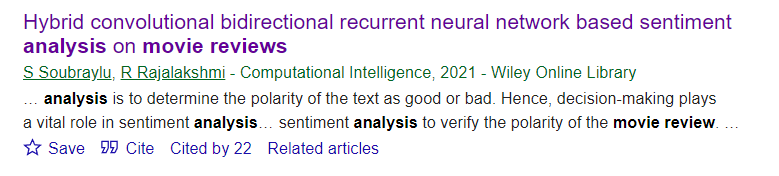 Hybrid convolutional bidirectional recurrent neural network based sentiment
analysis on movie reviews
S Soubraylu, R Rajalakshmi - Computational Intelligence, 2021 - Wiley Online Library
… analysis is to determine the polarity of the text as good or bad. Hence, decision-making plays
a vital role in sentiment analysis… sentiment analysis to verify the polarity of the movie review. …
Save Cite Cited by 22 Related articles